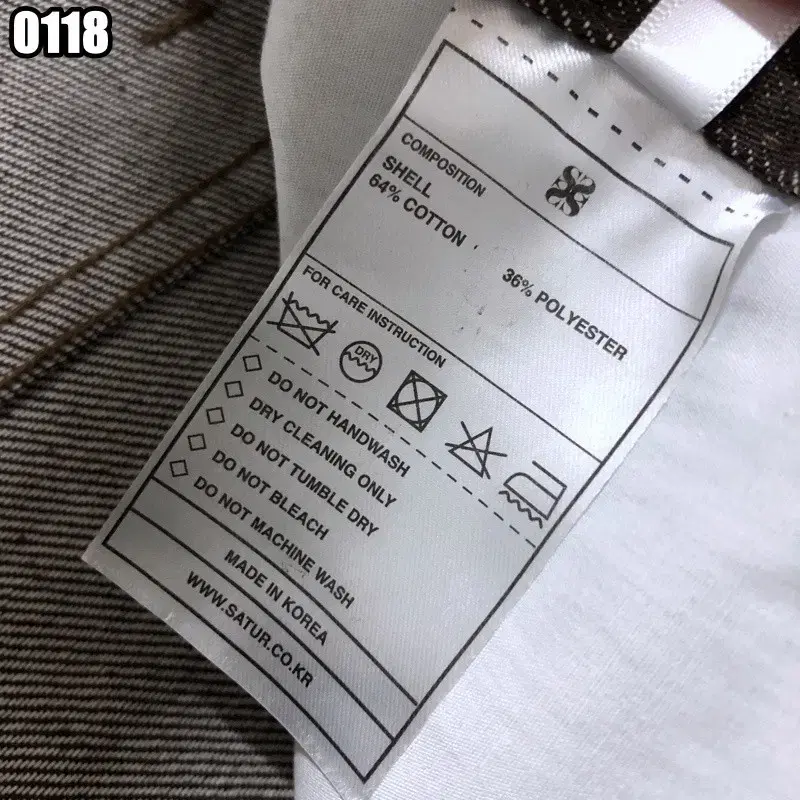 0118
COMPOSITION
SHELL
64% COTTON
36% POLYESTER
FOR CARE INSTRUCTION
DRY
DO NOT HANDWASH
DRY CLEANING ONLY
DO NOT TUMBLE DRY
DO NOT BLEACH
DO NOT MACHINE WASH
MADE IN KOREA
WWW.SATUR.CO.KR